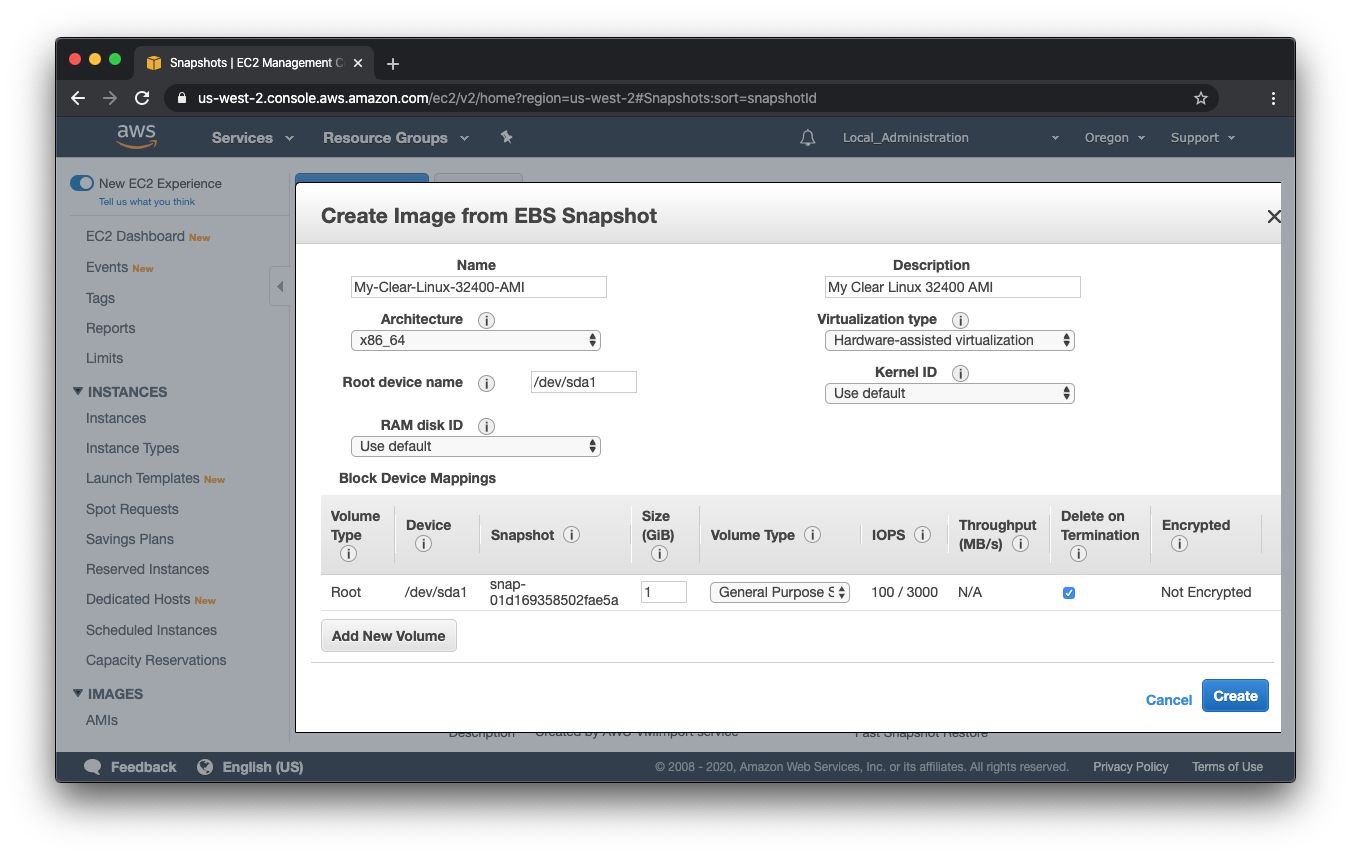 Snapshots | EC2 Management C
us-west-2.console.aws.amazon.com/ec2/v2/home?region=us-west-2#Snapshots:sort=snapshotId
aws Services Resource Groups Local_Administration Oregon Support
New EC2 Experience
Tell us what you think
EC2 Dashboard New
Events New
Tags
Reports
Limits
INSTANCES
Instances
Instance Types
Launch Templates New
Spot Requests
Savings Plans
Reserved Instances
Dedicated Hosts New
Scheduled Instances
Capacity Reservations
IMAGES
AMIs
Create Image from EBS Snapshot
Name
My-Clear-Linux-32400-AMI
Description
My Clear Linux 32400 AMI
Architecture
x86_64
Virtualization type
Hardware-assisted virtualization
Root device name /dev/sda1
Kernel ID
Use default
RAM disk ID
Use default
Block Device Mappings
Volume Type
Device
Snapshot
Size (GiB)
Volume Type
IOPS
Throughput (MB/s)
Delete on Termination
Encrypted
Root /dev/sda1 snap-01d169358502fae5a 1 General Purpose S 100 / 3000 N/A Not Encrypted
Add New Volume
Cancel Create
Description Created by AWS-VMImport service Fast Snapshot Restore
Feedback English (US) © 2008 - 2020, Amazon Web Services, Inc. or its affiliates. All rights reserved. Privacy Policy Terms of Use